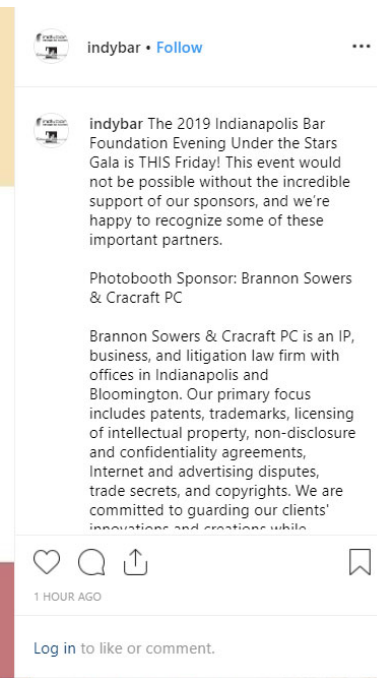 indybar • Follow
indybar The 2019 Indianapolis Bar
Foundation Evening Under the Stars
Gala is THIS Friday! This event would
not be possible without the incredible
support of our sponsors, and we're
happy to recognize some of these
important partners.
Photobooth Sponsor: Brannon Sowers
& Cracraft PC
Brannon Sowers & Cracraft PC is an IP,
business, and litigation law firm with
offices in Indianapolis and
Bloomington. Our primary focus
includes patents, trademarks, licensing
of intellectual property, non-disclosure
and confidentiality agreements,
Internet and advertising disputes,
trade secrets, and copyrights. We are
committed to guarding our clients'
innovations and creations while
1 HOUR AGO
Log in to like or comment.